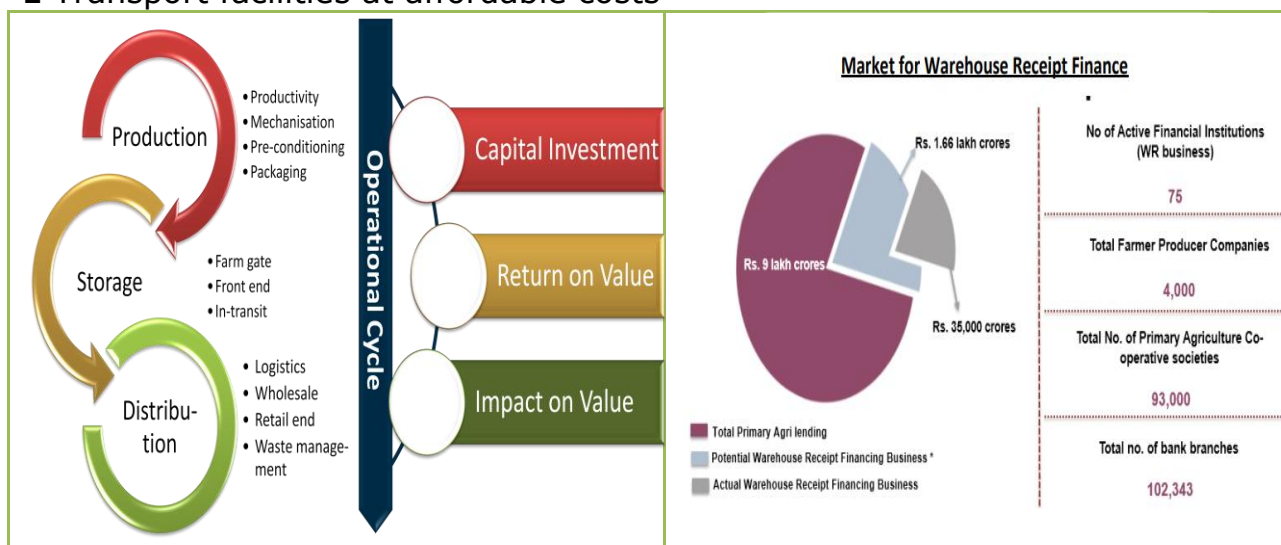 Transport facilities at affordable costs
Production
• Productivity
• Mechanisation
• Pre-conditioning
• Packaging
Storage
• Farm gate
• Front end
• In-transit
Distribu-
tion
• Logistics
• Wholesale
• Retail end
• Waste manage-
ment
Operational Cycle
Capital Investment
Return on Value
Impact on Value
Market for Warehouse Receipt Finance
Rs. 1.66 lakh crores
Rs. 9 lakh crores
Rs. 35,000 crores
Total Primary Agri lending
Potential Warehouse Receipt Financing Business *
Actual Warehouse Receipt Financing Business
No of Active Financial Institutions
(WR business)
75
Total Farmer Producer Companies
4,000
Total No. of Primary Agriculture Co-
operative societies
93,000
Total no. of bank branches
102,343